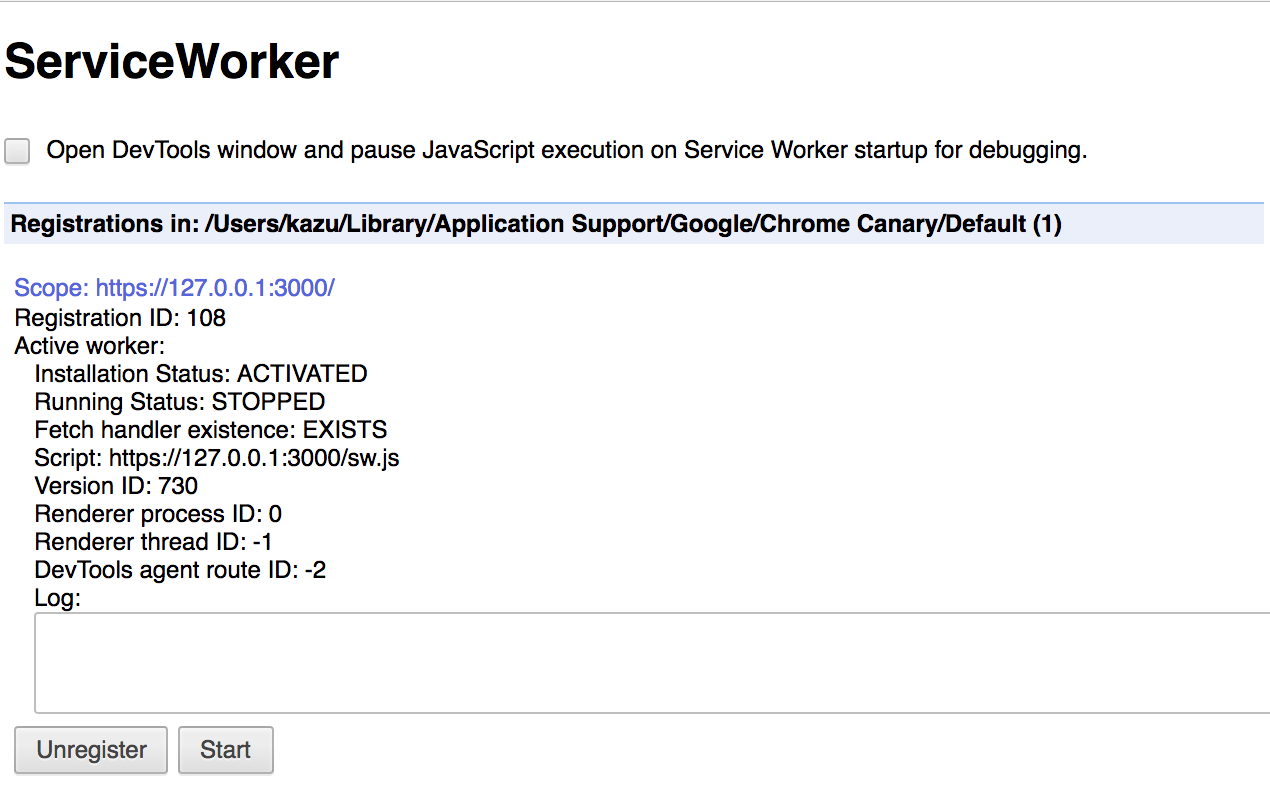 ServiceWorker
Open DevTools window and pause JavaScript execution on Service Worker startup for debugging.
Registrations in: /Users/kazu/Library/Application Support/Google/Chrome Canary/Default (1)
Scope: https://127.0.0.1:3000/
Registration ID: 108
Active worker:
Installation Status: ACTIVATED
Running Status: STOPPED
Fetch handler existence: EXISTS
Script: https://127.0.0.1:3000/sw.js
Version ID: 730
Renderer process ID: 0
Renderer thread ID: -1
DevTools agent route ID: -2
Log:
Unregister Start